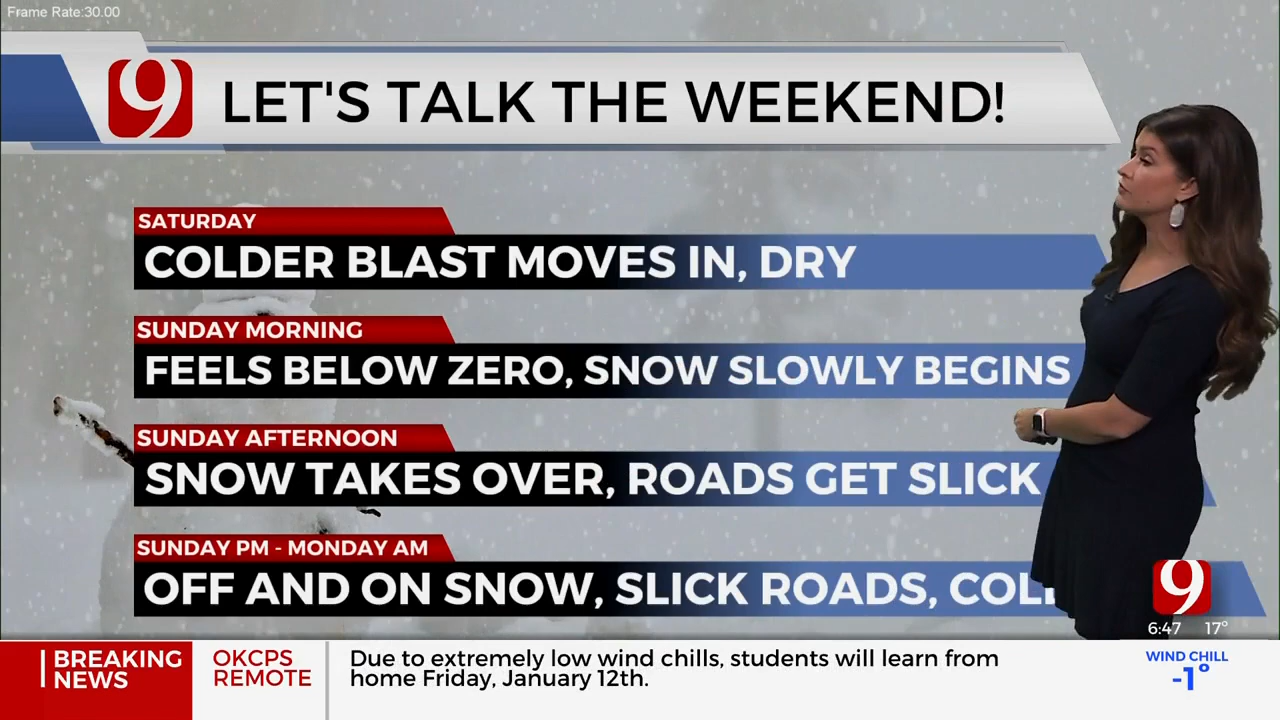 Frame Rate:30.00
9 LET'S TALK THE WEEKEND!
SATURDAY
COLDER BLAST MOVES IN, DRY
SUNDAY MORNING
FEELS BELOW ZERO, SNOW SLOWLY BEGINS
SUNDAY AFTERNOON
SNOW TAKES OVER, ROADS GET SLICK
SUNDAY PM - MONDAY AM
OFF AND ON SNOW, SLICK ROADS,
9
6:47 17°
BREAKING
NEWS
OKCPS
REMOTE
Due to extremely low wind chills, students will learn from
home Friday, January 12th.
WIND CHILL
-1°